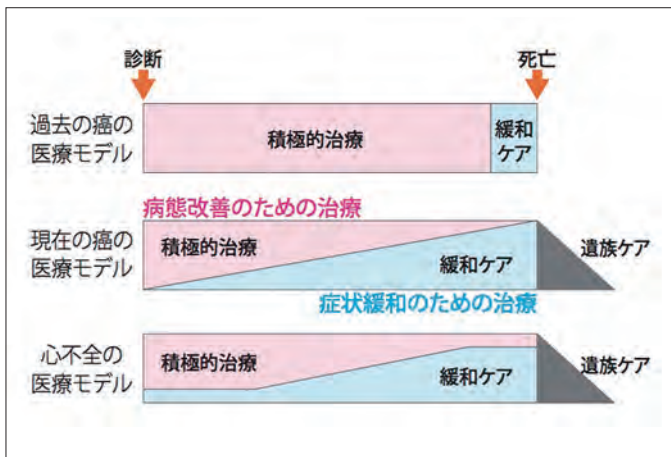 診断
死亡
過去の癌の
医療モデル
積極的治療
緩和
ケア
病態改善のための治療
現在の癌の
医療モデル
積極的治療
緩和ケア
遺族ケア
症状緩和のための治療
心不全の
医療モデル
積極的治療
緩和ケア
遺族ケア